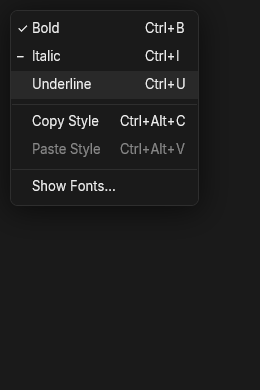 ✓ Bold Ctrl+B
– Italic Ctrl+I
Underline Ctrl+U
Copy Style Ctrl+Alt+C
Paste Style Ctrl+Alt+V
Show Fonts...